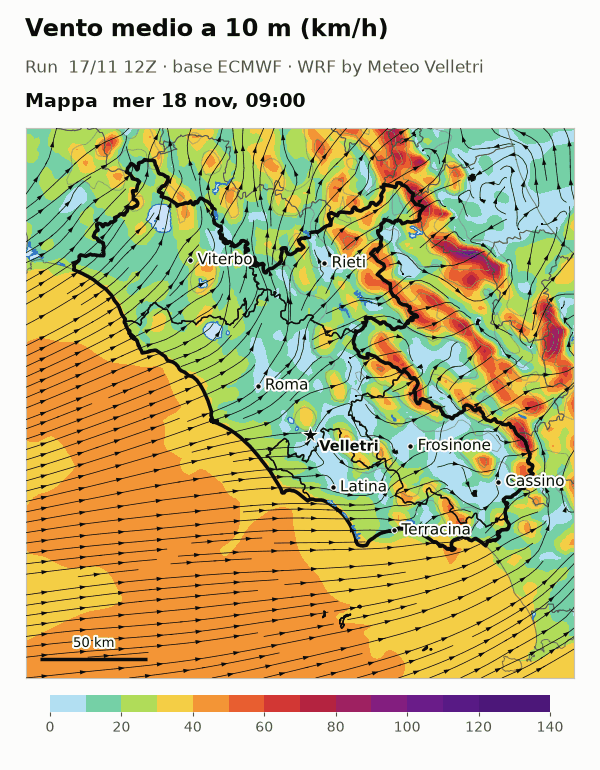 Vento medio a 10 m (km/h)
Run 17/11 12Z · base ECMWF · WRF by Meteo Velletri
Mappa mer 18 nov, 09:00
Viterbo
Rieti
Roma
Velletri
Frosinone
Cassino
Latina
Terracina
50 km
0 20 40 60 80 100 120 140